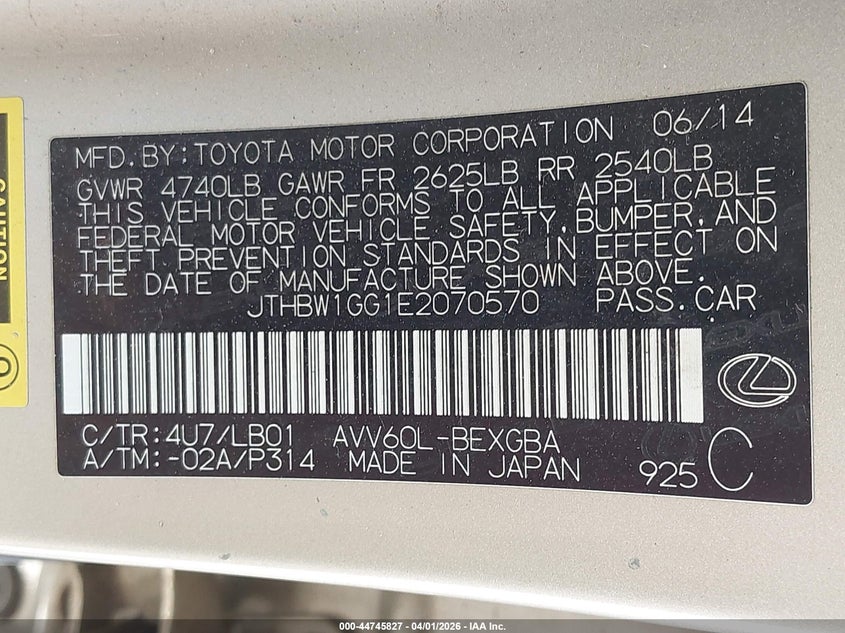 MFD.BY:TOYOTA MOTOR CORPORATION 06/14
GVWR 4740LB GAWR FR 2625LB RR 2540LB
THIS VEHICLE CONFORMS TO ALL APPLICABLE
FEDERAL MOTOR VEHICLE SAFETY,BUMPER,AND
THEFT PREVENTION STANDARDS IN EFFECT ON
THE DATE OF MANUFACTURE SHOWN ABOVE.
JTHBW1GG1E2070570 PASS.CAR
C/TR:4U7/LB01 AVV60L-BEXGBA
A/TM:-02A/P314 MADE IN JAPAN 925 C
CAUTION
000-44745827 - 04/01/2026 - IAA Inc.